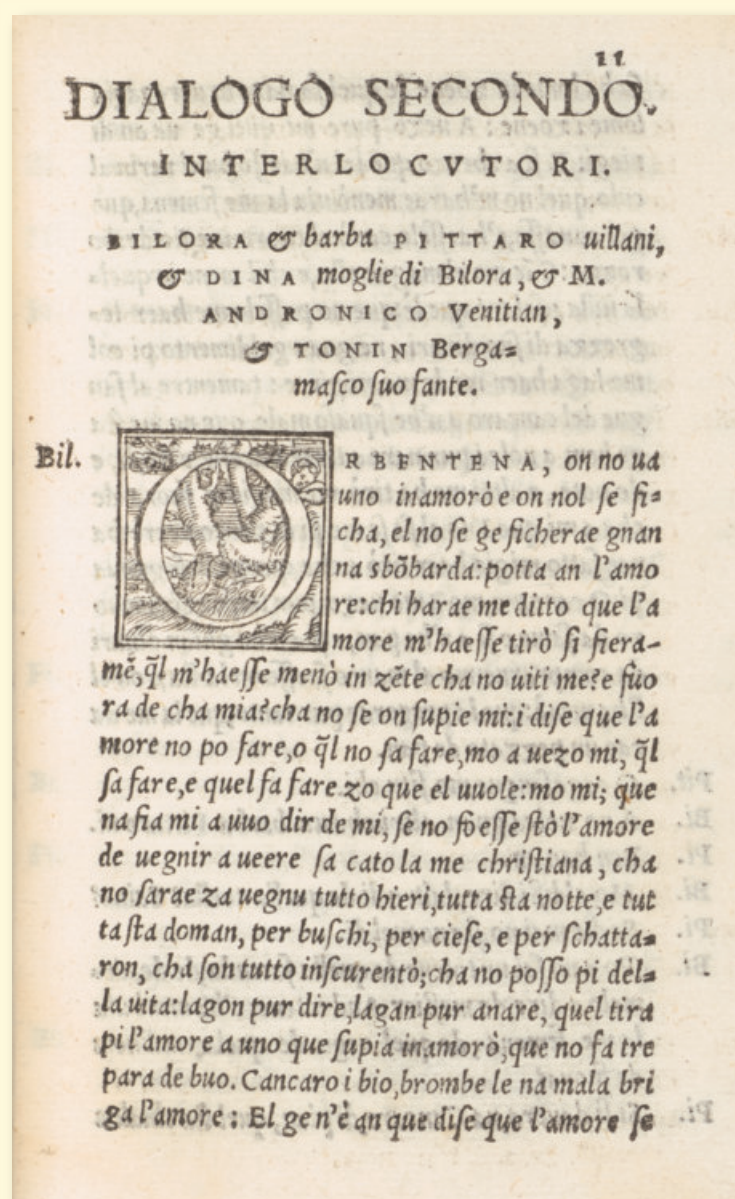 11
DIALOGO SECONDO.
INTERLOCVTORI.
BILORA & barba PITTARO uillani,
& DINA moglie di Bilora, & M.
ANDRONICO Venitian,
& TONIN Berga=
masco suo fante.
Bil. ORBENTENA, on no ua
uno inamorò e on nol se fi=
cha, el no se ge ficherae gnan
na sbõbarda: potta an l'amo
re: chi harae me ditto que l'a
more m'haesse tirò si fiera-
mẽ, q̃l m'haesse menò in zẽte cha no uiti me? e fuo
ra de cha mia? cha no se on supie mi: i dise que l'a
more no po fare, o q̃l no sa fare, mo a uezo mi, q̃l
sa fare, e quel fa fare zo que el uuole: mo mi; que
na fia mi a uuo dir de mi, se no foesse stò l'amore
de uegnir a ueere sa cato la me christiana, cha
no sarae za uegnu tutto hieri, tutta sta notte, e tut
ta sta doman, per buschi, per ciese, e per schatta=
ron, cha son tutto inscurentò; cha no posso pi del=
la uita: lagon pur dire, lagan pur anare, quel tira
pi l'amore a uno que supia inamorò, que no fa tre
para de buo. Cancaro i bio, brombe le na mala bri
ga l'amore: El ge n'è an que dise que l'amore se